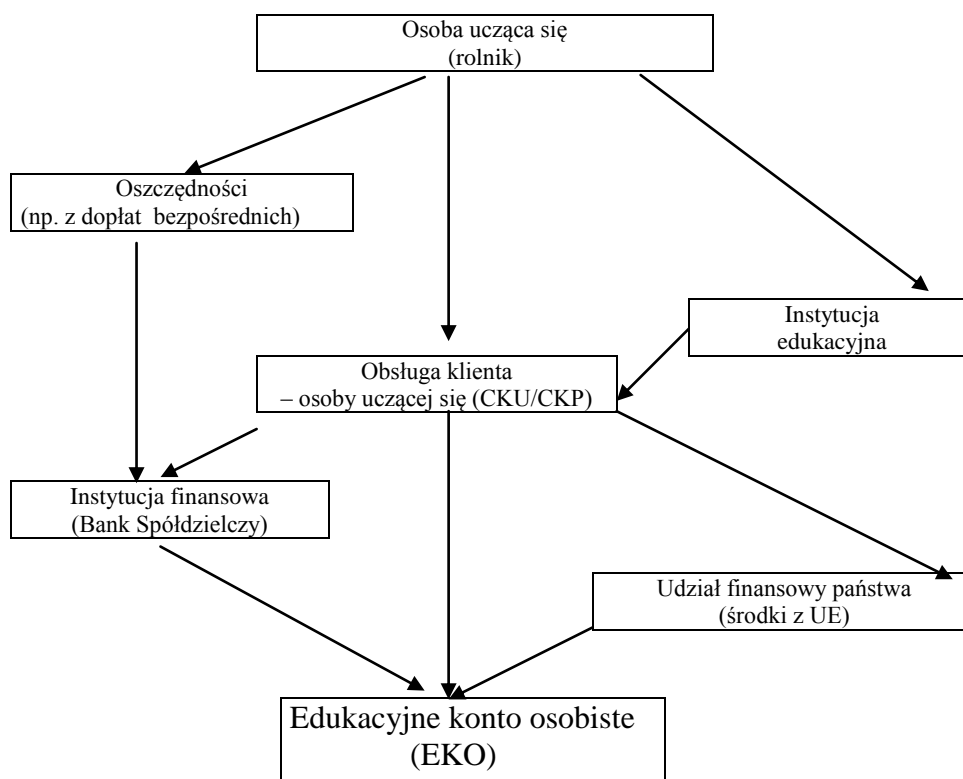 Osoba ucząca się
(rolnik)
Oszczędności
(np. z dopłat bezpośrednich)
Instytucja
edukacyjna
Obsługa klienta
– osoby uczącej się (CKU/CKP)
Instytucja finansowa
(Bank Spółdzielczy)
Udział finansowy państwa
(środki z UE)
Edukacyjne konto osobiste
(EKO)